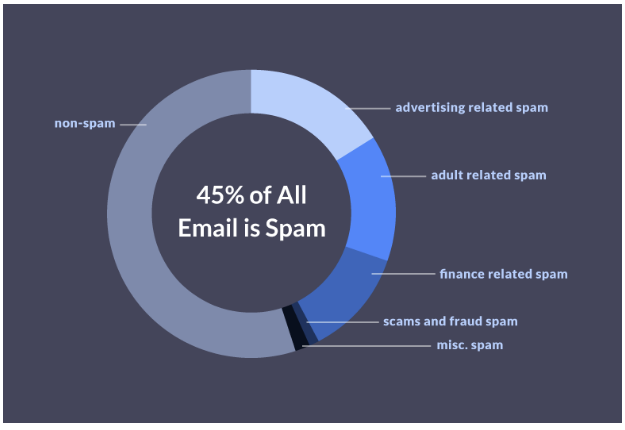 advertising related spam
non-spam
adult related spam
45% of All
Email is Spam
finance related spam
scams and fraud spam
misc. spam